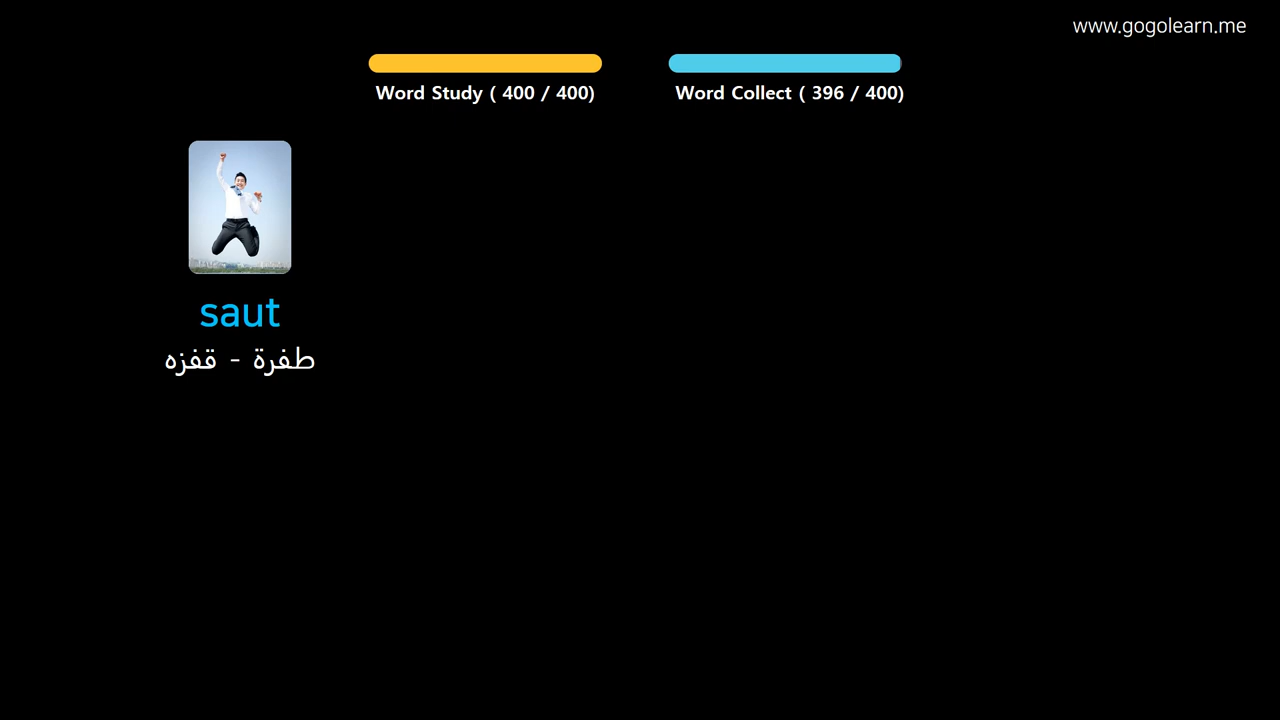 www.gogolearn.me
Word Study ( 400 / 400)
Word Collect ( 396 / 400)
saut
طفرة - قفزه